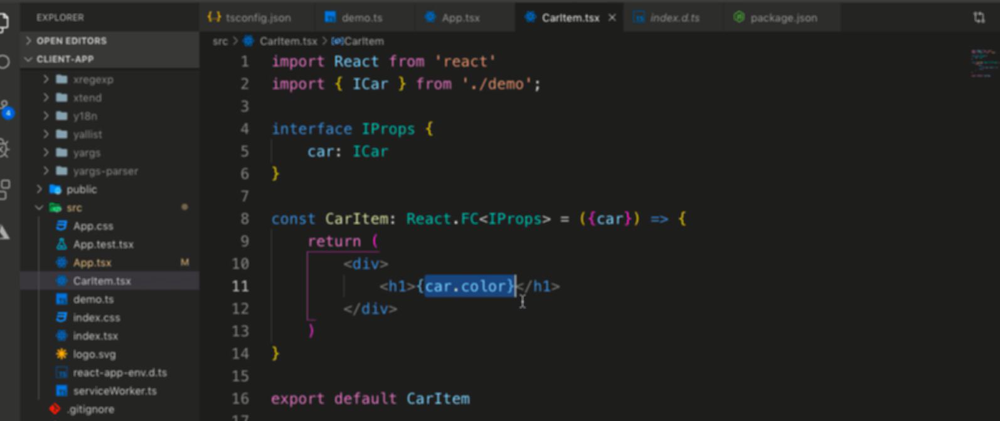 EXPLORER
OPEN EDITORS
CLIENT-APP
xregexp
xtend
y18n
yallist
yargs
yargs-parser
public
src
App.css
App.test.tsx
App.tsx M
CarItem.tsx
demo.ts
index.css
index.tsx
logo.svg
react-app-env.d.ts
serviceWorker.ts
.gitignore
4
tsconfig.json demo.ts App.tsx CarItem.tsx index.d.ts package.json
src > CarItem.tsx > CarItem
1 import React from 'react'
2 import { ICar } from './demo';
3
4 interface IProps {
5 car: ICar
6 }
7
8 const CarItem: React.FC<IProps> = ({car}) => {
9 return (
10 <div>
11 <h1>{car.color}</h1>
12 </div>
13 )
14 }
15
16 export default CarItem
17